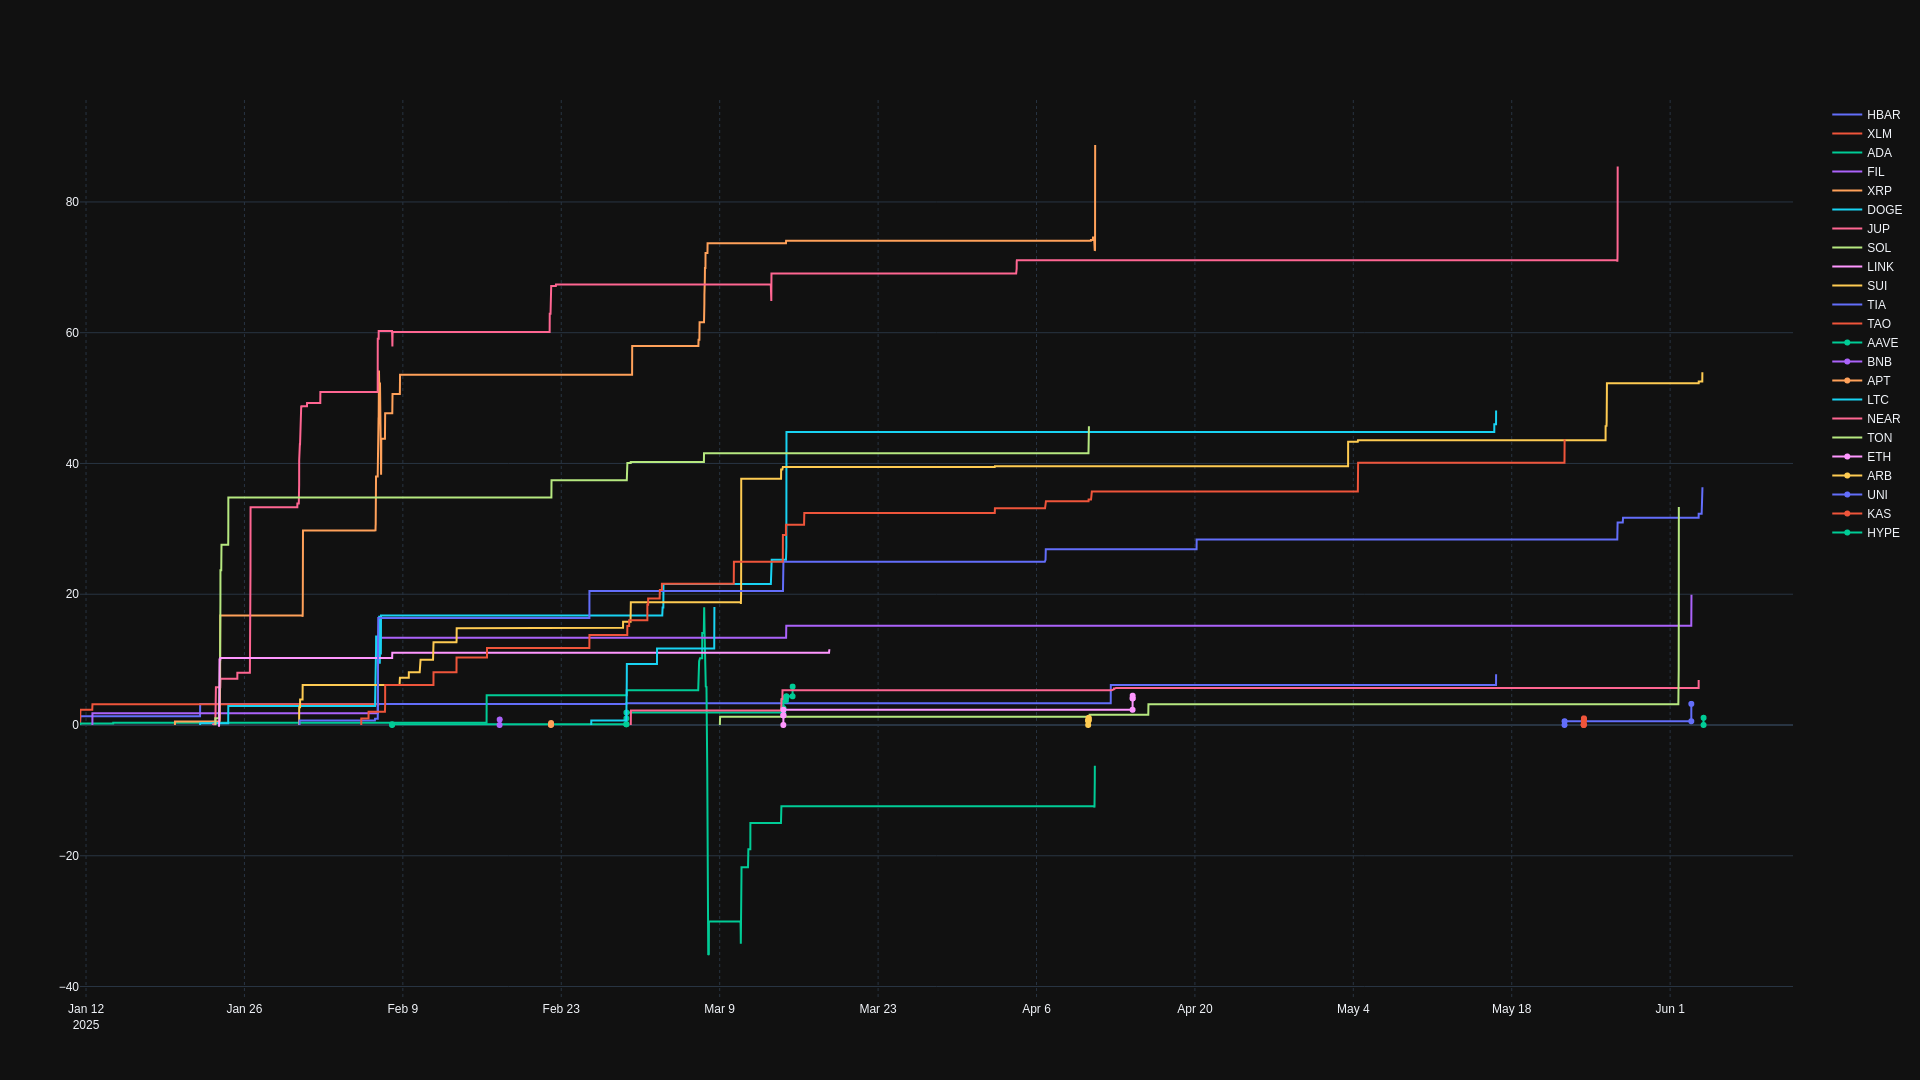 80
60
40
20
0
−20
−40
Jan 12
2025
Jan 26
Feb 9
Feb 23
Mar 9
Mar 23
Apr 6
Apr 20
May 4
May 18
Jun 1
HBAR
XLM
ADA
FIL
XRP
DOGE
JUP
SOL
LINK
SUI
TIA
TAO
AAVE
BNB
APT
LTC
NEAR
TON
ETH
ARB
UNI
KAS
HYPE